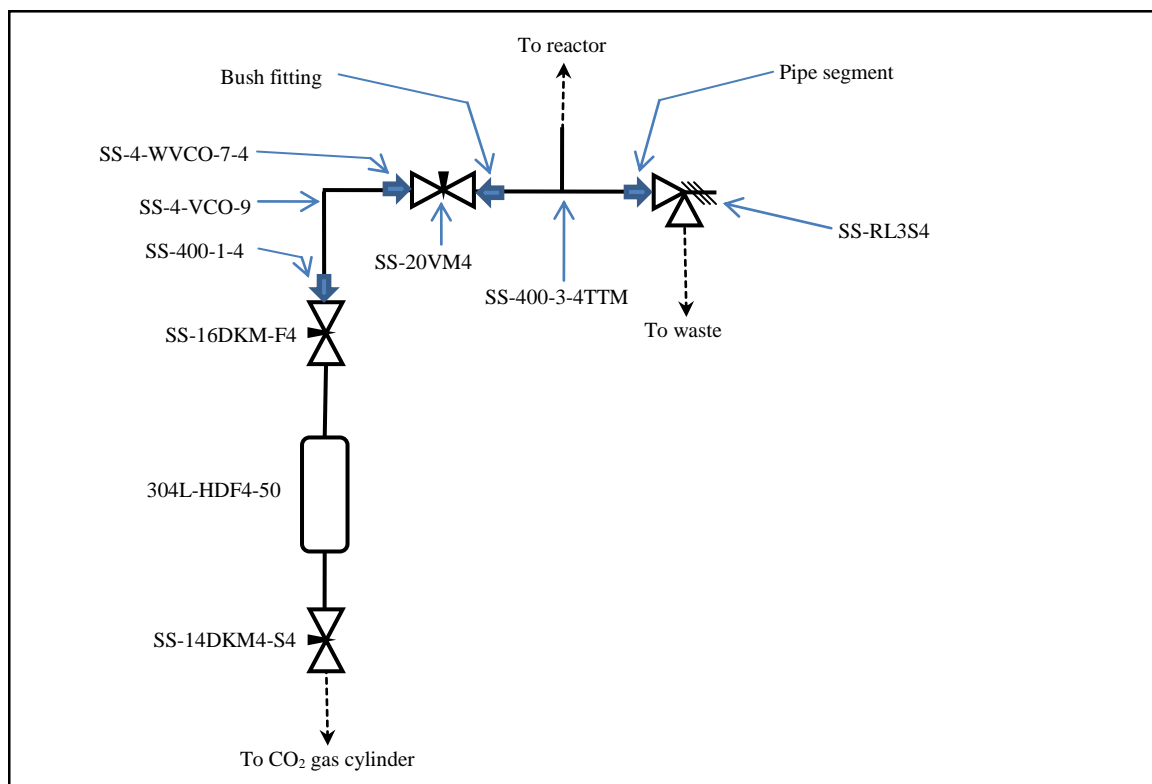 To reactor
Bush fitting
Pipe segment
SS-4-WVCO-7-4
SS-4-VCO-9
SS-RL3S4
SS-400-1-4
SS-20VM4
SS-400-3-4TTM
SS-16DKM-F4
To waste
304L-HDF4-50
SS-14DKM4-S4
To CO₂ gas cylinder